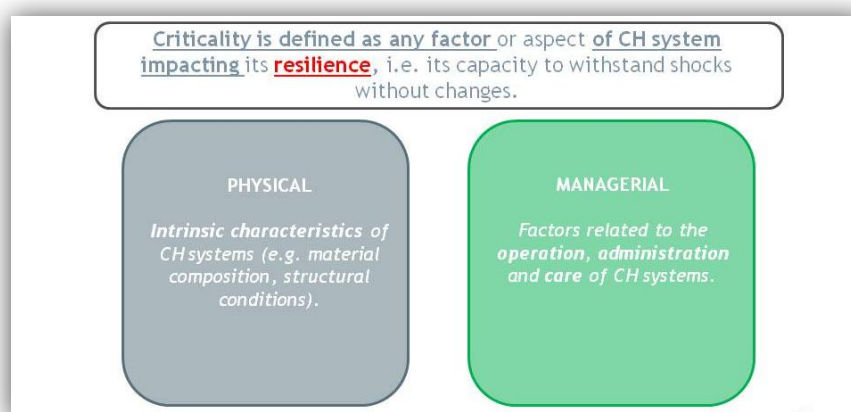 Criticality is defined as any factor or aspect of CH system
impacting its resilience, i.e. its capacity to withstand shocks
without changes.
PHYSICAL
Intrinsic characteristics of
CH systems (e.g. material
composition, structural
conditions).
MANAGERIAL
Factors related to the
operation, administration
and care of CH systems.